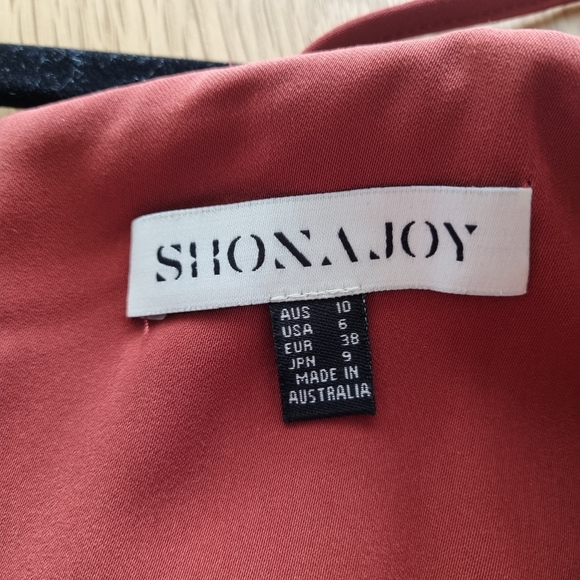 SHONA JOY
AUS 10
USA 6
EUR 38
JPN 9
MADE IN
AUSTRALIA